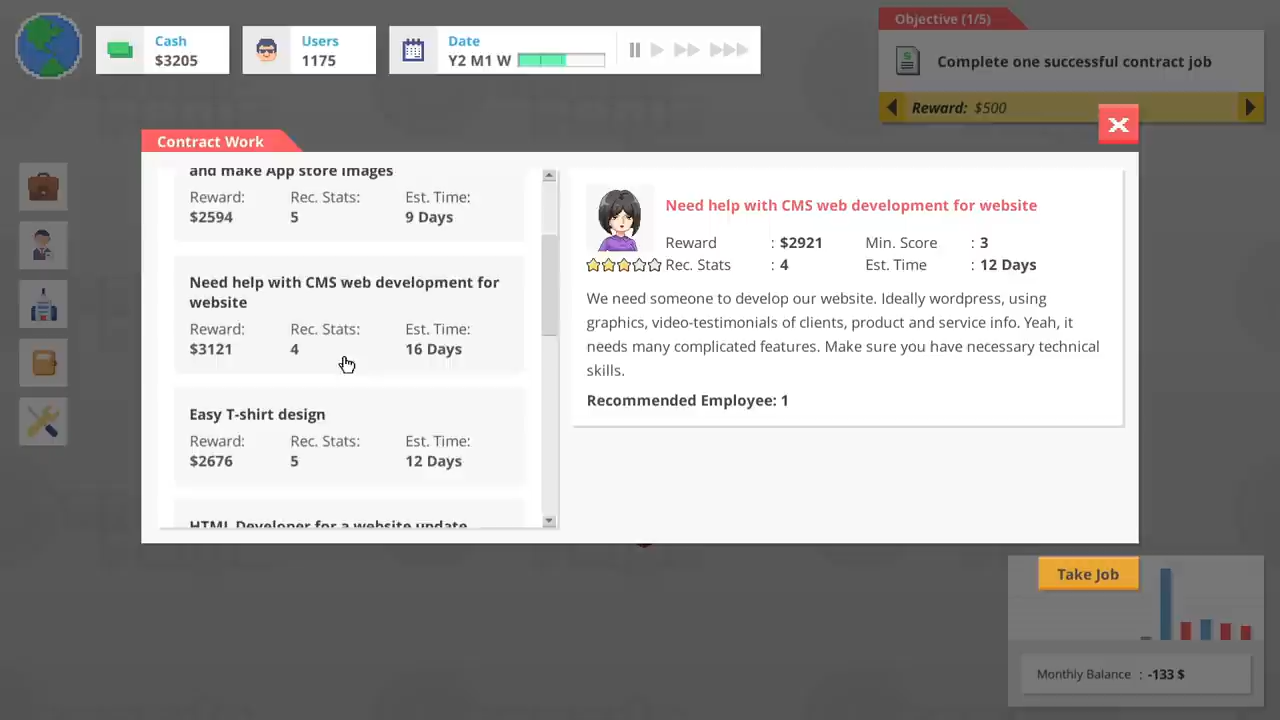 Cash
$3205
Users
1175
Date
Y2 M1 W
Objective (1/5)
Complete one successful contract job
Reward: $500
Contract Work
and make App store images
Reward: Rec. Stats: Est. Time:
$2594 5 9 Days
Need help with CMS web development for
website
Reward: Rec. Stats: Est. Time:
$3121 4 16 Days
Easy T-shirt design
Reward: Rec. Stats: Est. Time:
$2676 5 12 Days
HTML Developer for a website update
Need help with CMS web development for website
Reward : $2921 Min. Score : 3
Rec. Stats : 4 Est. Time : 12 Days
We need someone to develop our website. Ideally wordpress, using
graphics, video-testimonials of clients, product and service info. Yeah, it
needs many complicated features. Make sure you have necessary technical
skills.
Recommended Employee: 1
Take Job
Monthly Balance : -133 $